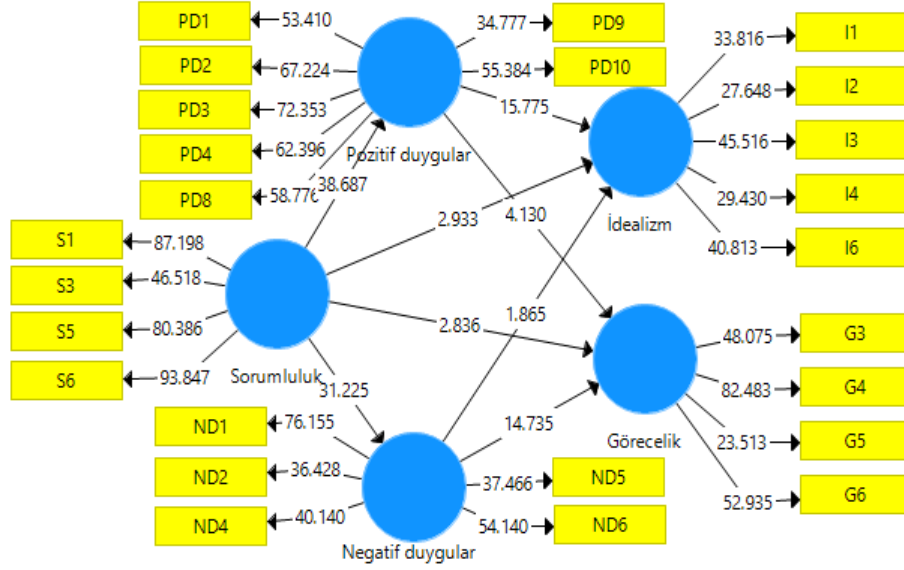 PD1
53.410
34.777
PD9
PD2
67.224
55.384
PD10
I1
33.816
PD3
72.353
15.775
I2
27.648
PD4
62.396
Pozitif duygular
I3
45.516
PD8
58.776
38.687
I4
29.430
S1
87.198
2.933
4.130
İdealizm
I6
40.813
S3
46.518
S5
80.386
2.836
1.865
G3
48.075
S6
93.847
Sorumluluk
31.225
G4
82.483
ND1
76.155
14.735
Görecelik
G5
23.513
ND2
36.428
37.466
ND5
G6
52.935
ND4
40.140
54.140
ND6
Negatif duygular